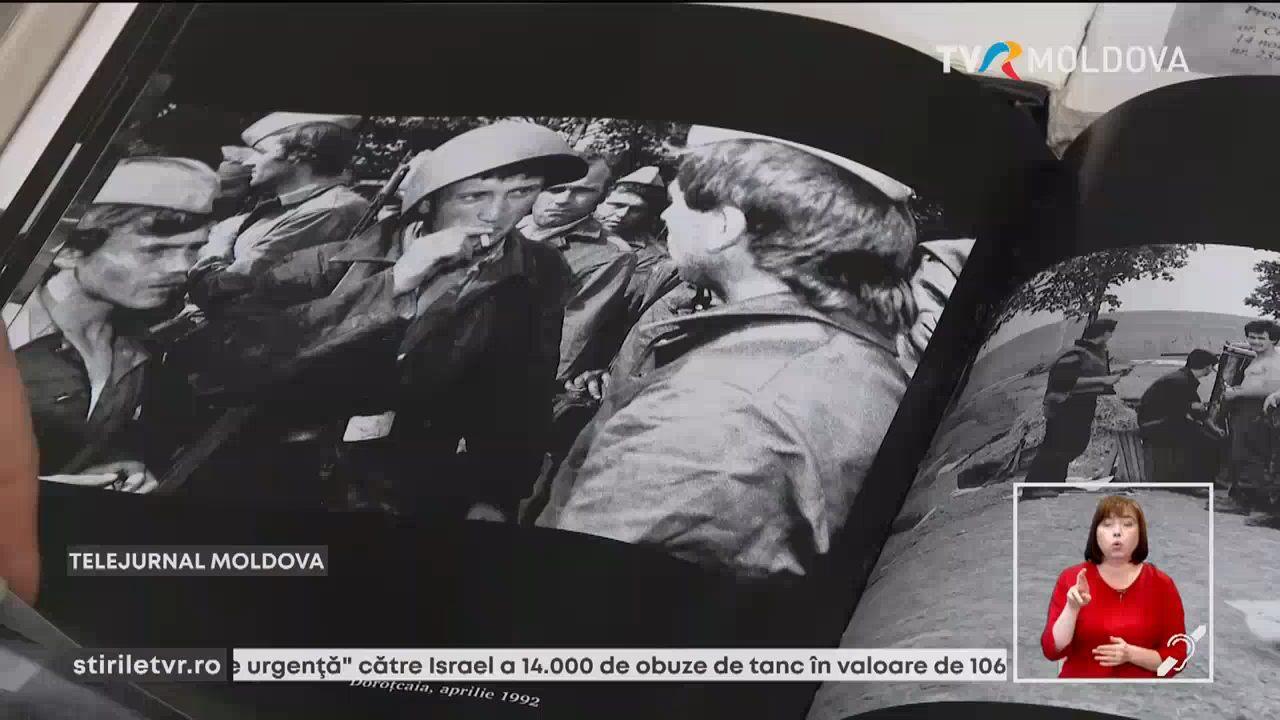 TVR MOLDOVA
TELEJURNAL MOLDOVA
stiriletvr.ro
e urgenţă" către Israel a 14.000 de obuze de tanc în valoare de 106
Doroţcaia, aprilie 1992